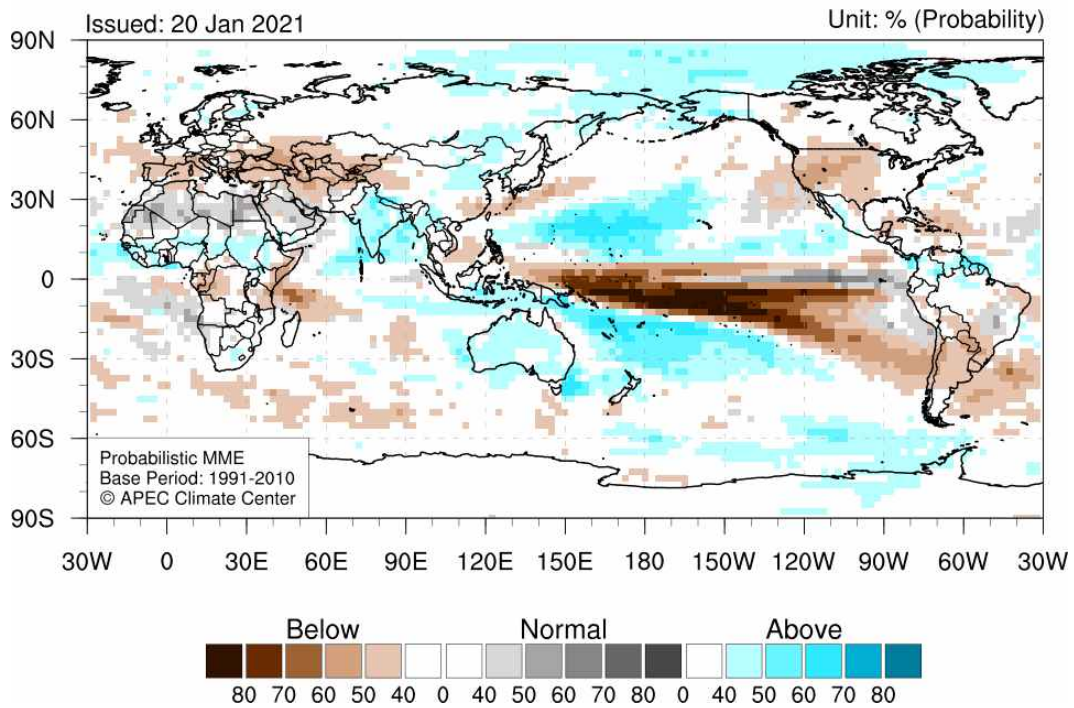 Issued: 20 Jan 2021 Unit: % (Probability)
90N
60N
30N
0
30S
60S
90S
Probabilistic MME
Base Period: 1991-2010
© APEC Climate Center
30W 0 30E 60E 90E 120E 150E 180 150W 120W 90W 60W 30W
Below Normal Above
80 70 60 50 40 0 40 50 60 70 80 0 40 50 60 70 80